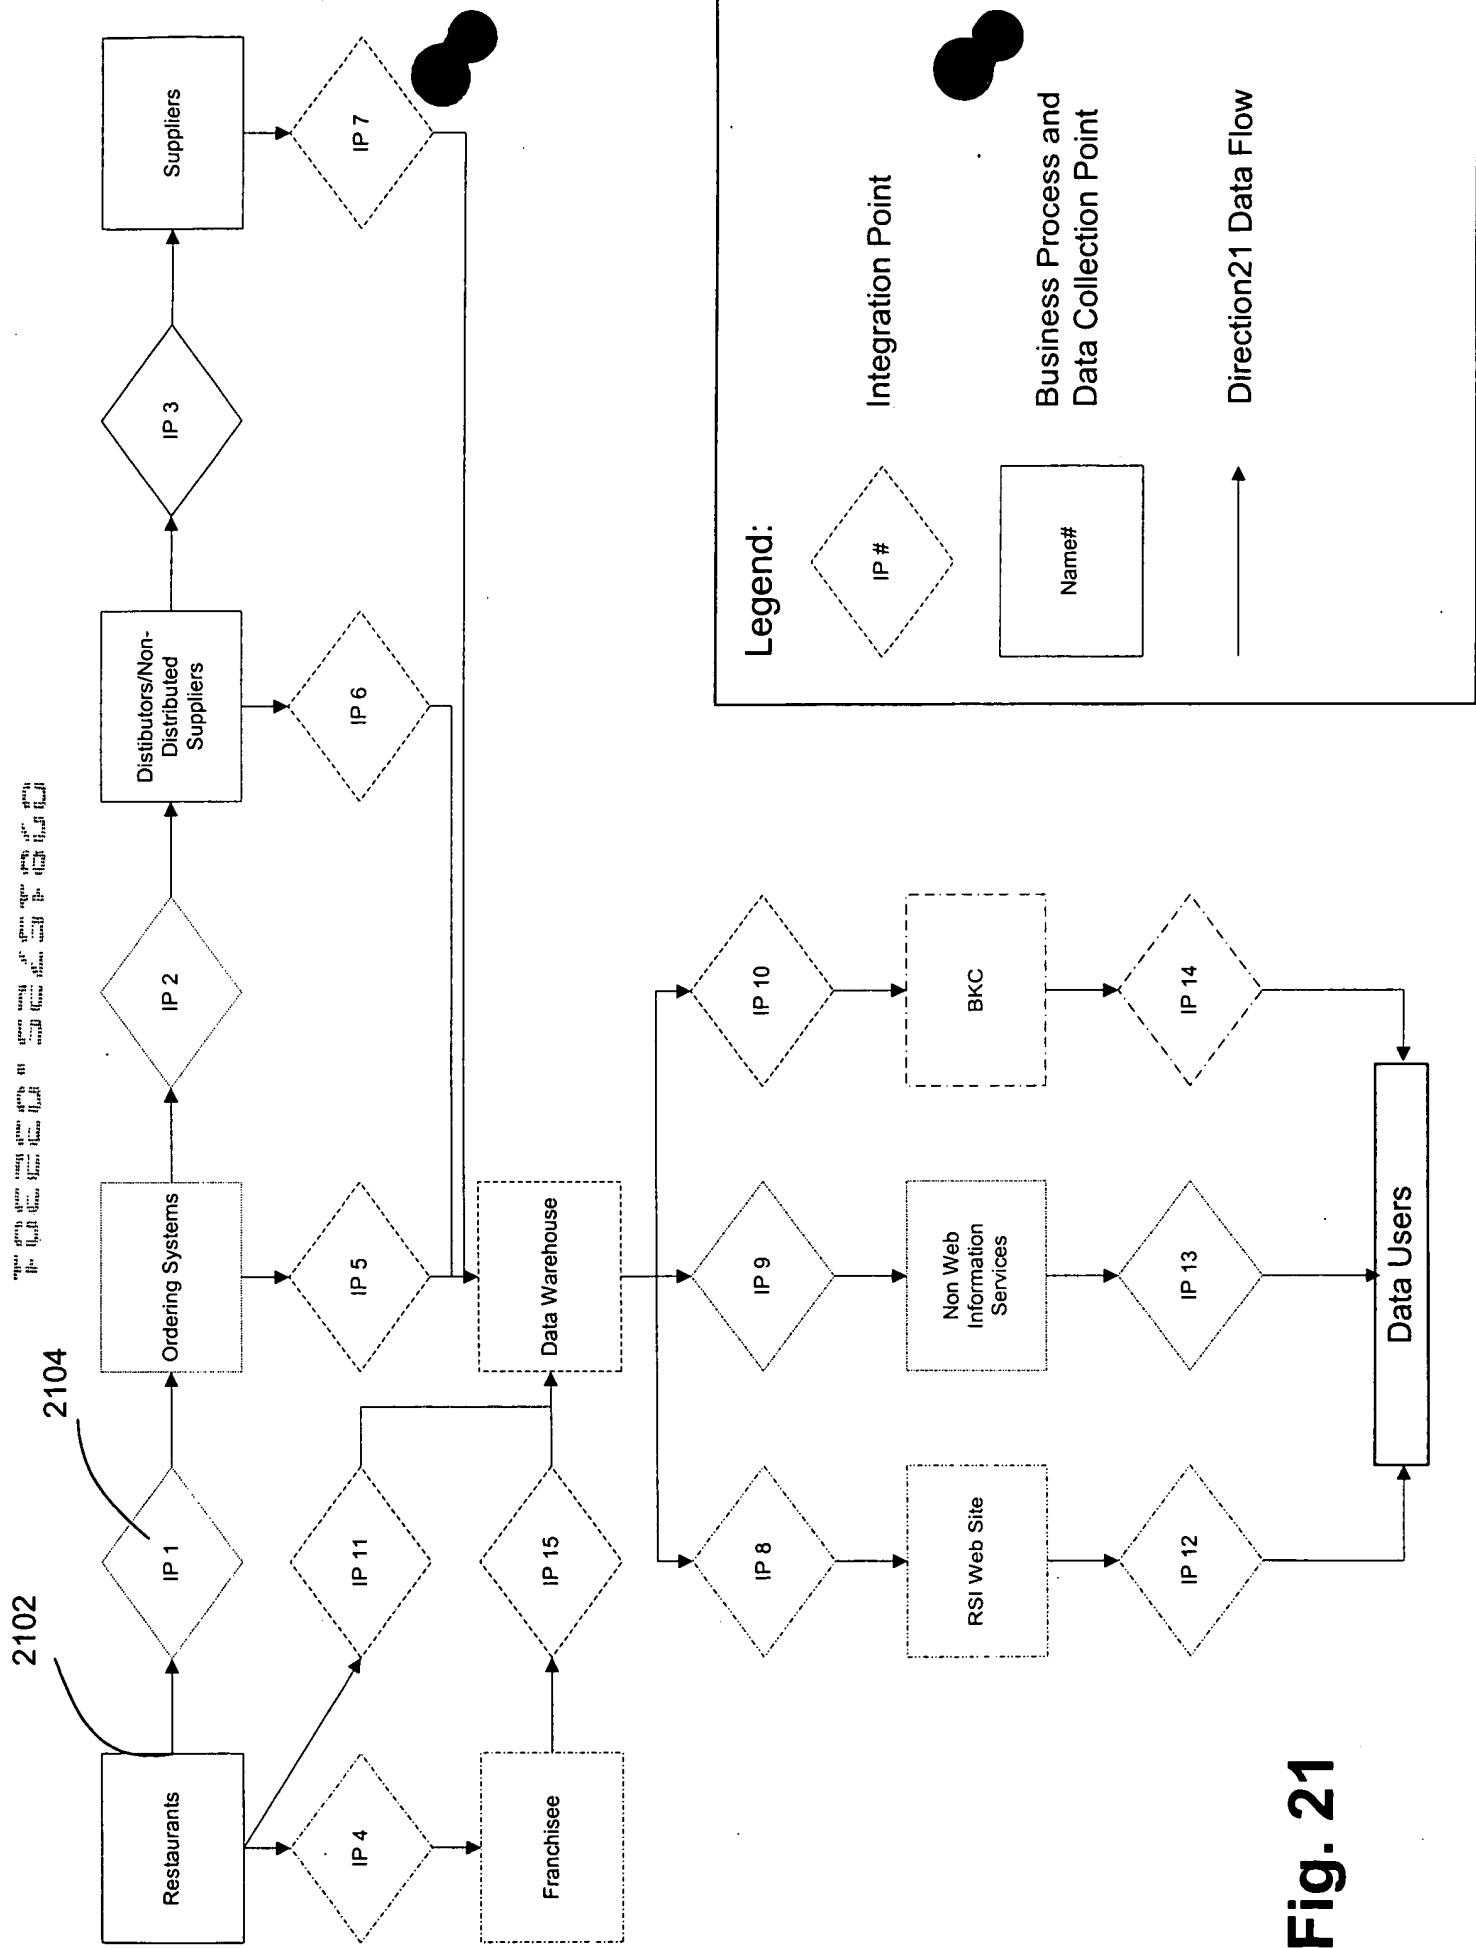 2102
2104
Restaurants
IP 1
Ordering Systems
IP 2
Distibutors/Non-
Distributed
Suppliers
IP 3
Suppliers
IP 4
IP 11
IP 5
IP 6
IP 7
Franchisee
IP 15
Data Warehouse
IP 8
IP 9
IP 10
RSI Web Site
Non Web
Information
Services
BKC
IP 12
IP 13
IP 14
Data Users
Legend:
IP #
Integration Point
Name#
Business Process and
Data Collection Point
Direction21 Data Flow
Fig. 21